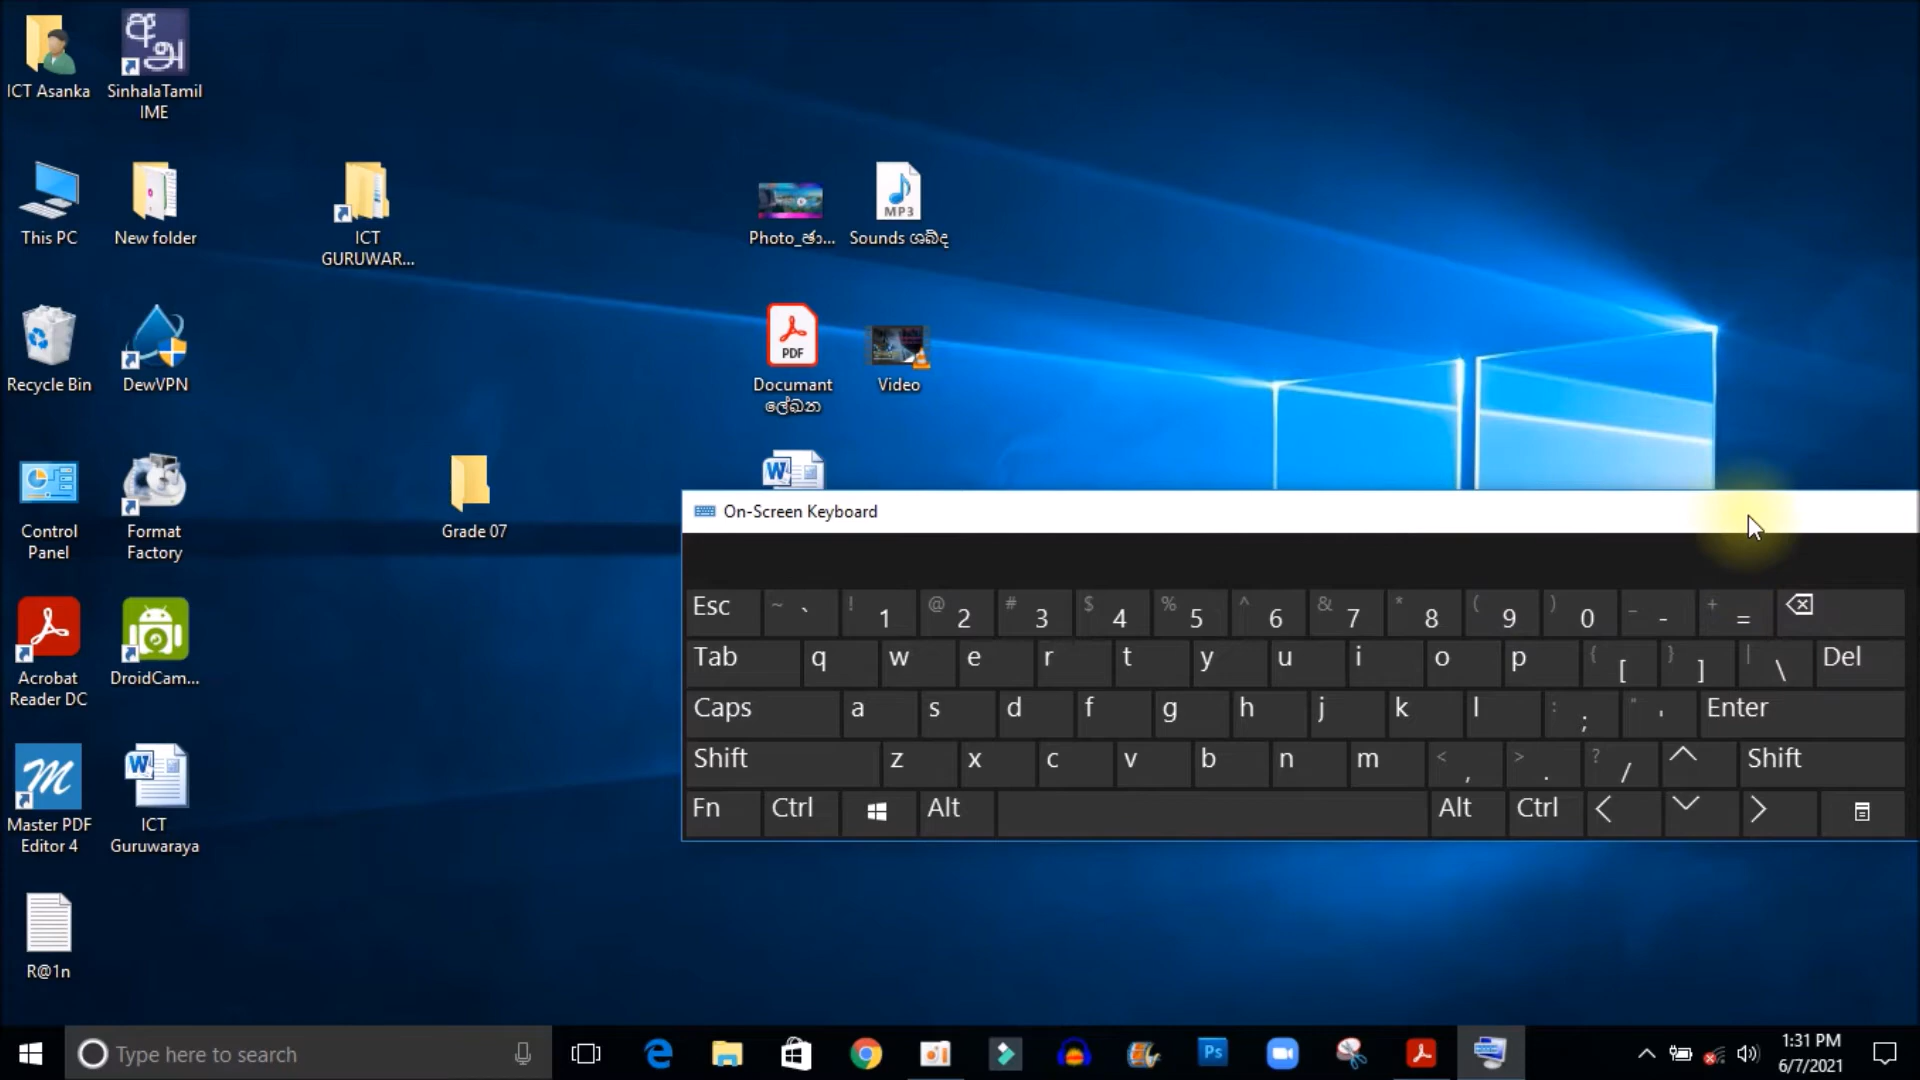 ICT Asanka
SinhalaTamil
IME
This PC
New folder
ICT
GURUWAR...
Photo_ඡා...
MP3
Sounds ශබ්ද
Recycle Bin
DewVPN
PDF
Documant
ලේඛන
Video
Control
Panel
Format
Factory
Grade 07
W
On-Screen Keyboard
Esc ~ ` ! 1 @ 2 # 3 $ 4 % 5 ^ 6 & 7 * 8 ( 9 ) 0 _ - + =
Tab q w e r t y u i o p { [ } ] | \ Del
Caps a s d f g h j k l : ; " ' Enter
Shift z x c v b n m < , > . ? / Shift
Fn Ctrl Alt Alt Ctrl
Acrobat
Reader DC
DroidCam...
Master PDF
Editor 4
W
ICT
Guruwaraya
R@1n
Type here to search
Ps
1:31 PM
6/7/2021